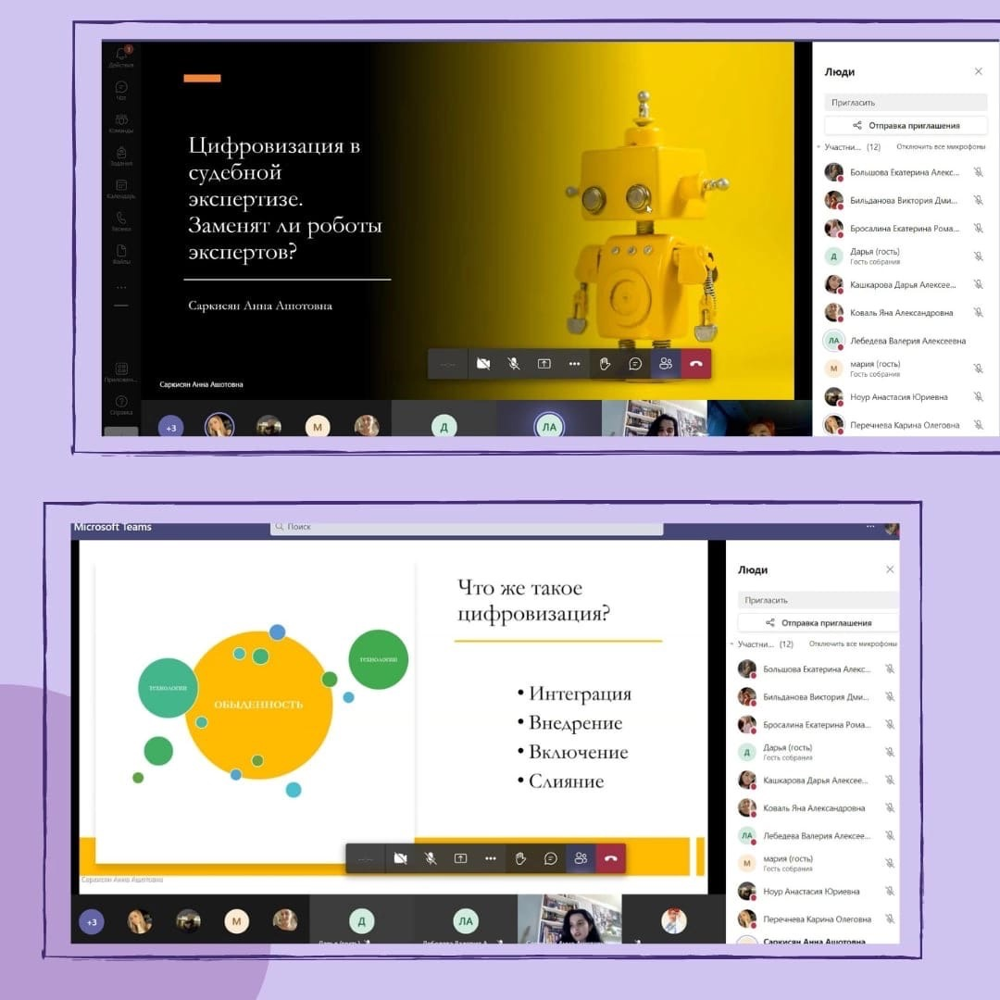 Действия
Чат
Команды
Задания
Календарь
Звонки
Файлы
Приложен...
Справка
Цифровизация в
судебной
экспертизе.
Заменят ли роботы
экспертов?
Саркисян Анна Ашотовна
Саркисян Анна Ашотовна
+3
М
Д
ЛА
Люди
Пригласить
Отправка приглашения
Участни... (12) Отключить все микрофоны
Большова Екатерина Алекс...
Бильданова Виктория Дми...
Бросалина Екатерина Рома...
Д
Дарья (гость)
Гость собрания
Кашкарова Дарья Алексее...
Коваль Яна Александровна
ЛА Лебедева Валерия Алексеевна
М
мария (гость)
Гость собрания
Ноур Анастасия Юриевна
Перечнева Карина Олеговна
Microsoft Teams
Поиск
ТЕХНОЛОГИИ
ТЕХНОЛОГИИ
ОБЫДЕННОСТЬ
Что же такое
цифровизация?
• Интеграция
• Внедрение
• Включение
• Слияние
Саркисян Анна Ашотовна
+3
М
Д
ЛА
Люди
Пригласить
Отправка приглашения
Участни... (12) Отключить все микрофоны
Большова Екатерина Алекс...
Бильданова Виктория Дми...
Бросалина Екатерина Рома...
Д
Дарья (гость)
Гость собрания
Кашкарова Дарья Алексее...
Коваль Яна Александровна
ЛА Лебедева Валерия Алексее...
М
мария (гость)
Гость собрания
Ноур Анастасия Юриевна
Перечнева Карина Олеговна
Саркисян Анна Ашотовна